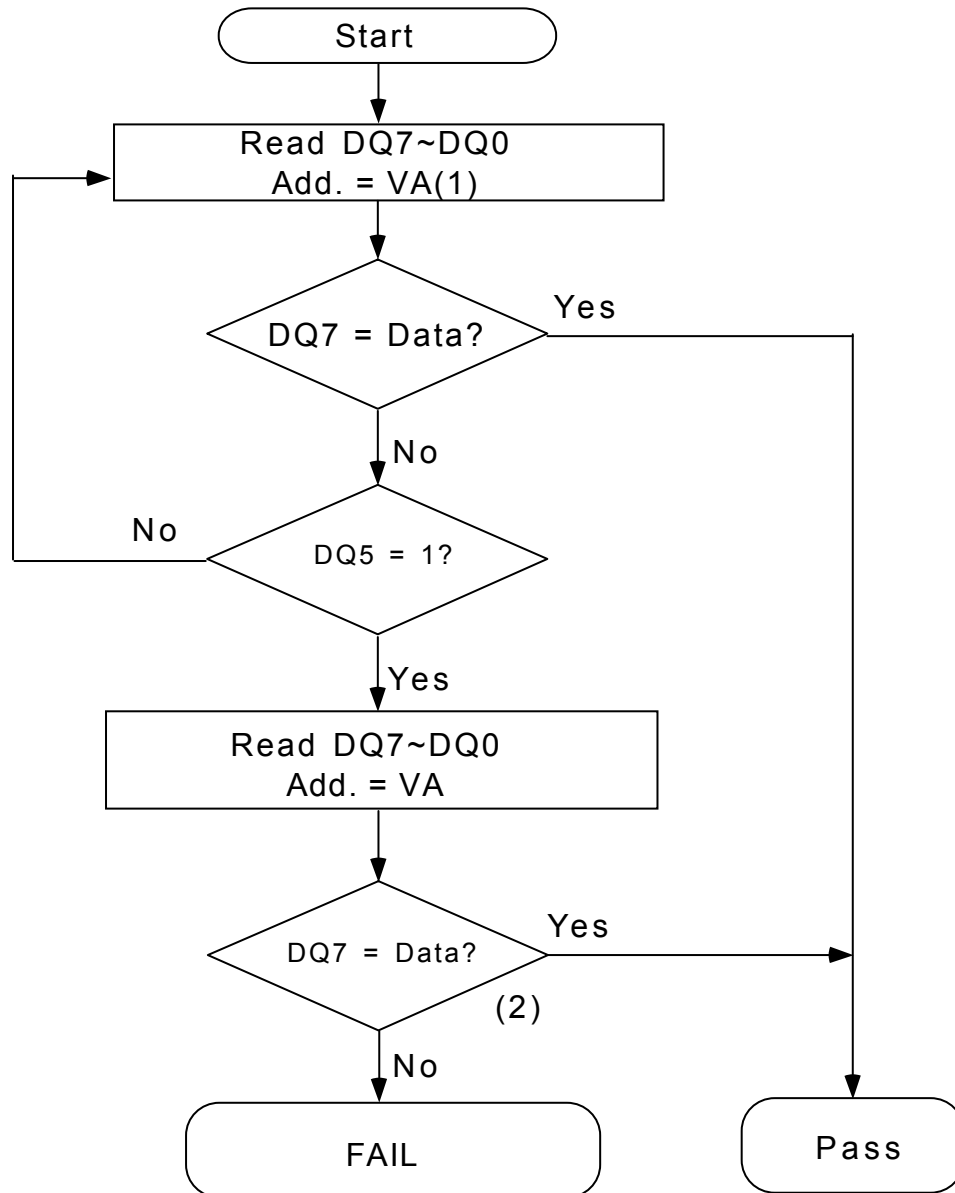 Start
Read DQ7~DQ0
Add. = VA(1)
DQ7 = Data?
Yes
No
DQ5 = 1?
No
Yes
Read DQ7~DQ0
Add. = VA
DQ7 = Data?
Yes
(2)
No
FAIL
Pass